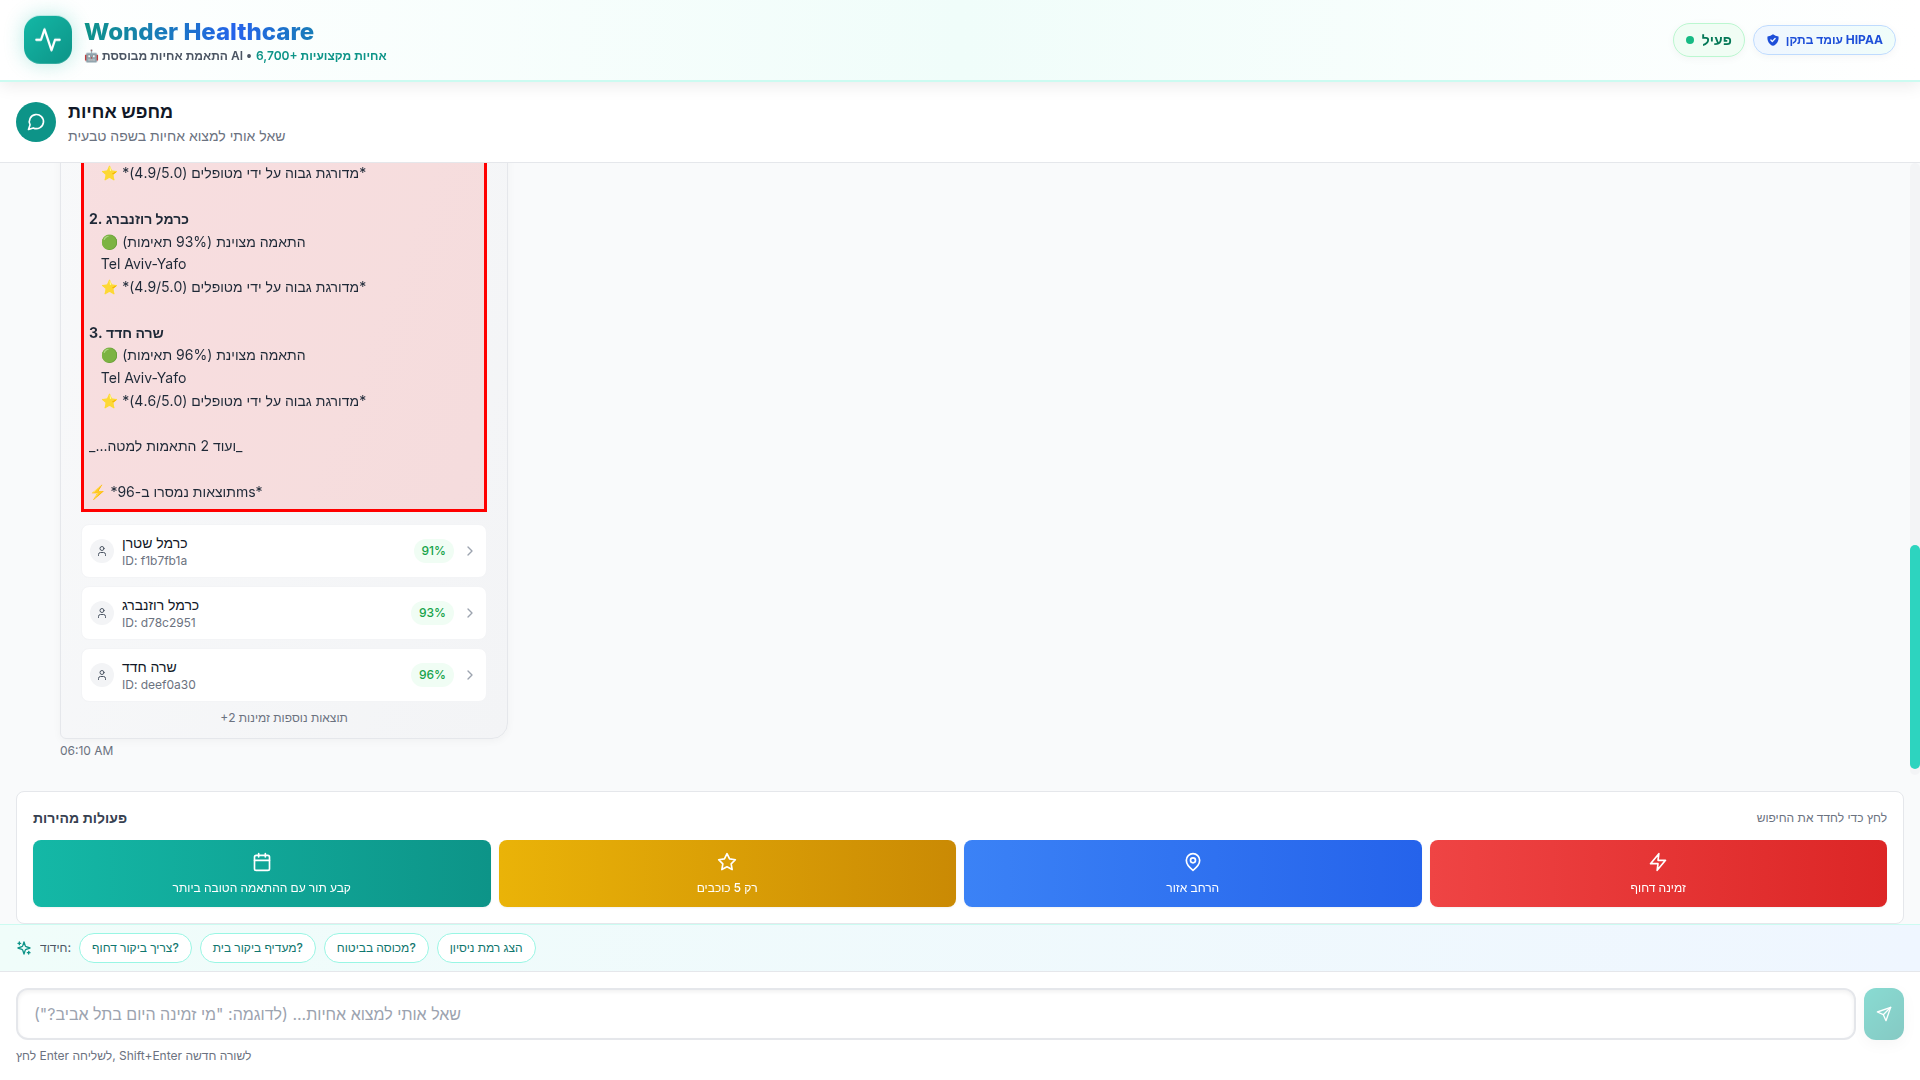 Wonder Healthcare
🤖 התאמת אחיות מבוססת AI • 6,700+ אחיות מקצועיות
פעיל
עומד בתקן HIPAA
מחפש אחיות
שאל אותי למצוא אחיות בשפה טבעית
⭐ *מדורגת גבוה על ידי מטופלים (4.9/5.0)*
2. כרמל רוזנברג
🟢 התאמה מצוינת (93% תאימות)
Tel Aviv-Yafo
⭐ *מדורגת גבוה על ידי מטופלים (4.9/5.0)*
3. שרה חדד
🟢 התאמה מצוינת (96% תאימות)
Tel Aviv-Yafo
⭐ *מדורגת גבוה על ידי מטופלים (4.6/5.0)*
_...ועוד 2 התאמות למטה_
⚡ *תוצאות נמסרו ב-96ms*
כרמל שטרן
ID: f1b7fb1a
91%
כרמל רוזנברג
ID: d78c2951
93%
שרה חדד
ID: deef0a30
96%
+2 תוצאות נוספות זמינות
06:10 AM
פעולות מהירות
לחץ כדי לחדד את החיפוש
קבע תור עם ההתאמה הטובה ביותר
רק 5 כוכבים
הרחב אזור
זמינה דחוף
חידוד:
צריך ביקור דחוף?
מעדיף ביקור בית?
מכוסה בביטוח?
הצג רמת ניסיון
שאל אותי למצוא אחיות... (לדוגמה: "מי זמינה היום בתל אביב?")
לחץ Enter לשליחה, Shift+Enter לשורה חדשה